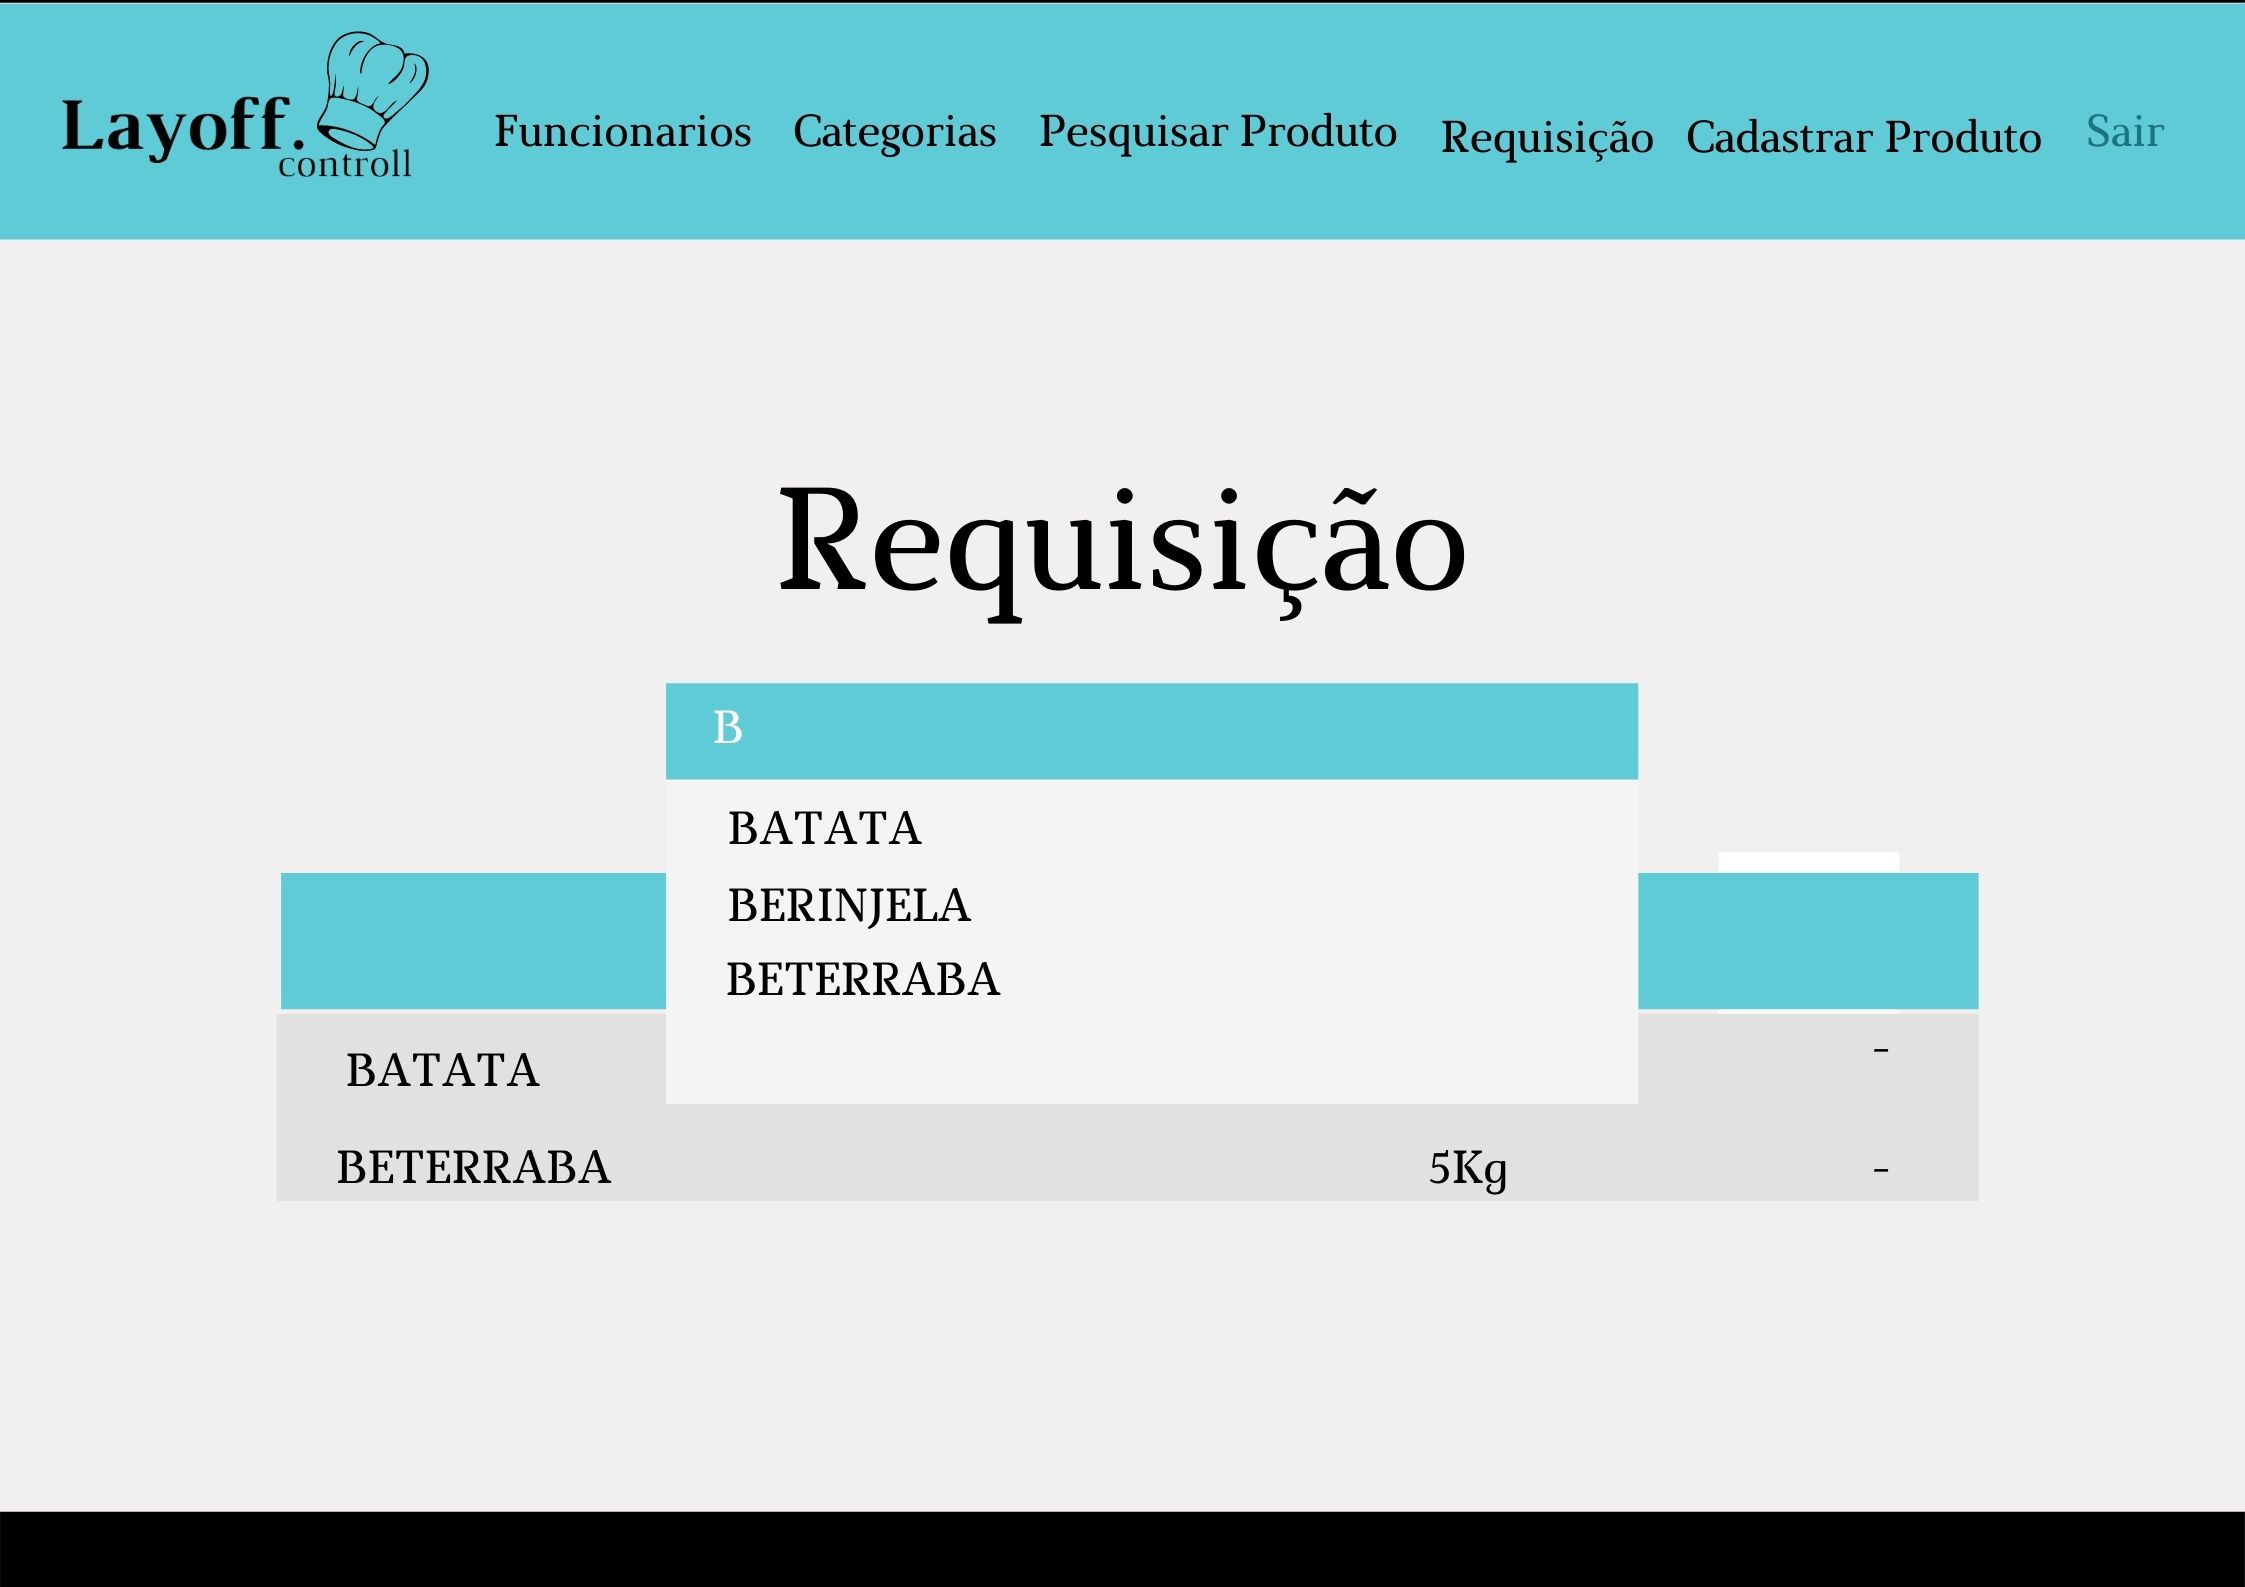 Layoff.
controll
Funcionarios Categorias Pesquisar Produto Requisição Cadastrar Produto Sair
Requisição
B
BATATA
BERINJELA
BETERRABA
BATATA -
BETERRABA 5Kg -